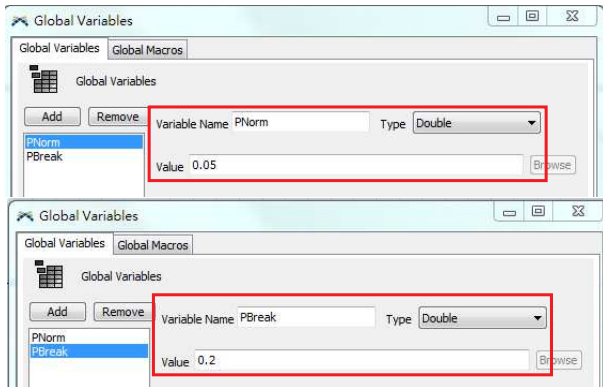 Global Variables
Global Variables Global Macros
Global Variables
Add Remove
Variable Name PNorm Type Double
PNorm
PBreak
Value 0.05 Browse
Global Variables
Global Variables Global Macros
Global Variables
Add Remove
Variable Name PBreak Type Double
PNorm
PBreak
Value 0.2 Browse